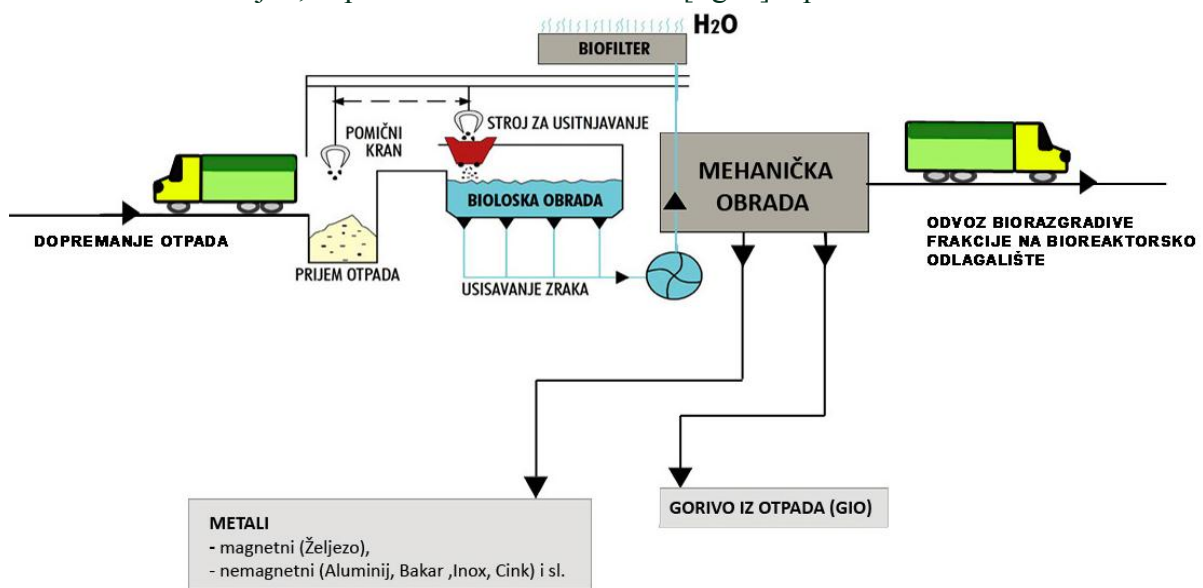 H2O
BIOFILTER
STROJ ZA USITNJAVANJE
POMIČNI
KRAN
MEHANIČKA
OBRADA
BIOLOSKA OBRADA
DOPREMANJE OTPADA
PRIJEM OTPADA
USISAVANJE ZRAKA
ODVOZ BIORAZGRADIVE
FRAKCIJE NA BIOREAKTORSKO
ODLAGALIŠTE
METALI
- magnetni (Željezo),
- nemagnetni (Aluminij, Bakar ,Inox, Cink) i sl.
GORIVO IZ OTPADA (GIO)